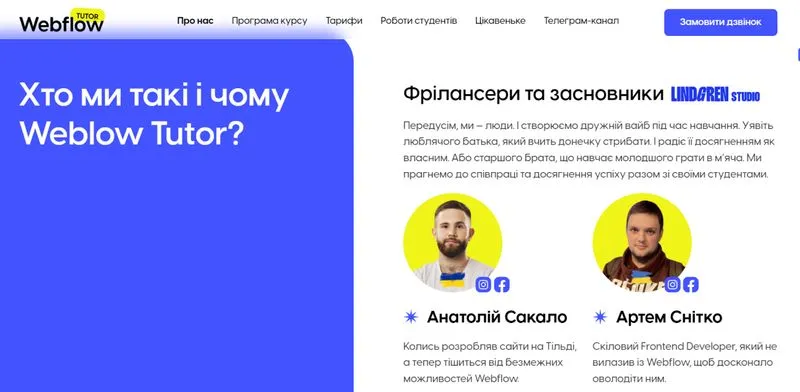 Webflow
TUTOR
Про нас
Програма курсу
Тарифи
Роботи студентів
Цікавеньке
Телеграм-канал
Замовити дзвінок
Хто ми такі і чому
Weblow Tutor?
Фрілансери та засновники LINDGREN STUDIO
Передусім, ми – люди. І створюємо дружній вайб під час навчання. Уявіть
люблячого батька, який вчить донечку стрибати. І радіє її досягненням як
власним. Або старшого брата, що навчає молодшого грати в м'яча. Ми
прагнемо до співпраці та досягнення успіху разом зі своїми студентами.
Анатолій Сакало
Колись розробляв сайти на Тільді,
а тепер тішиться від безмежних
можливостей Webflow.
Артем Снітко
Скіловий Frontend Developer, який не
вилазив із Webflow, щоб досконало
оволодіти ним.